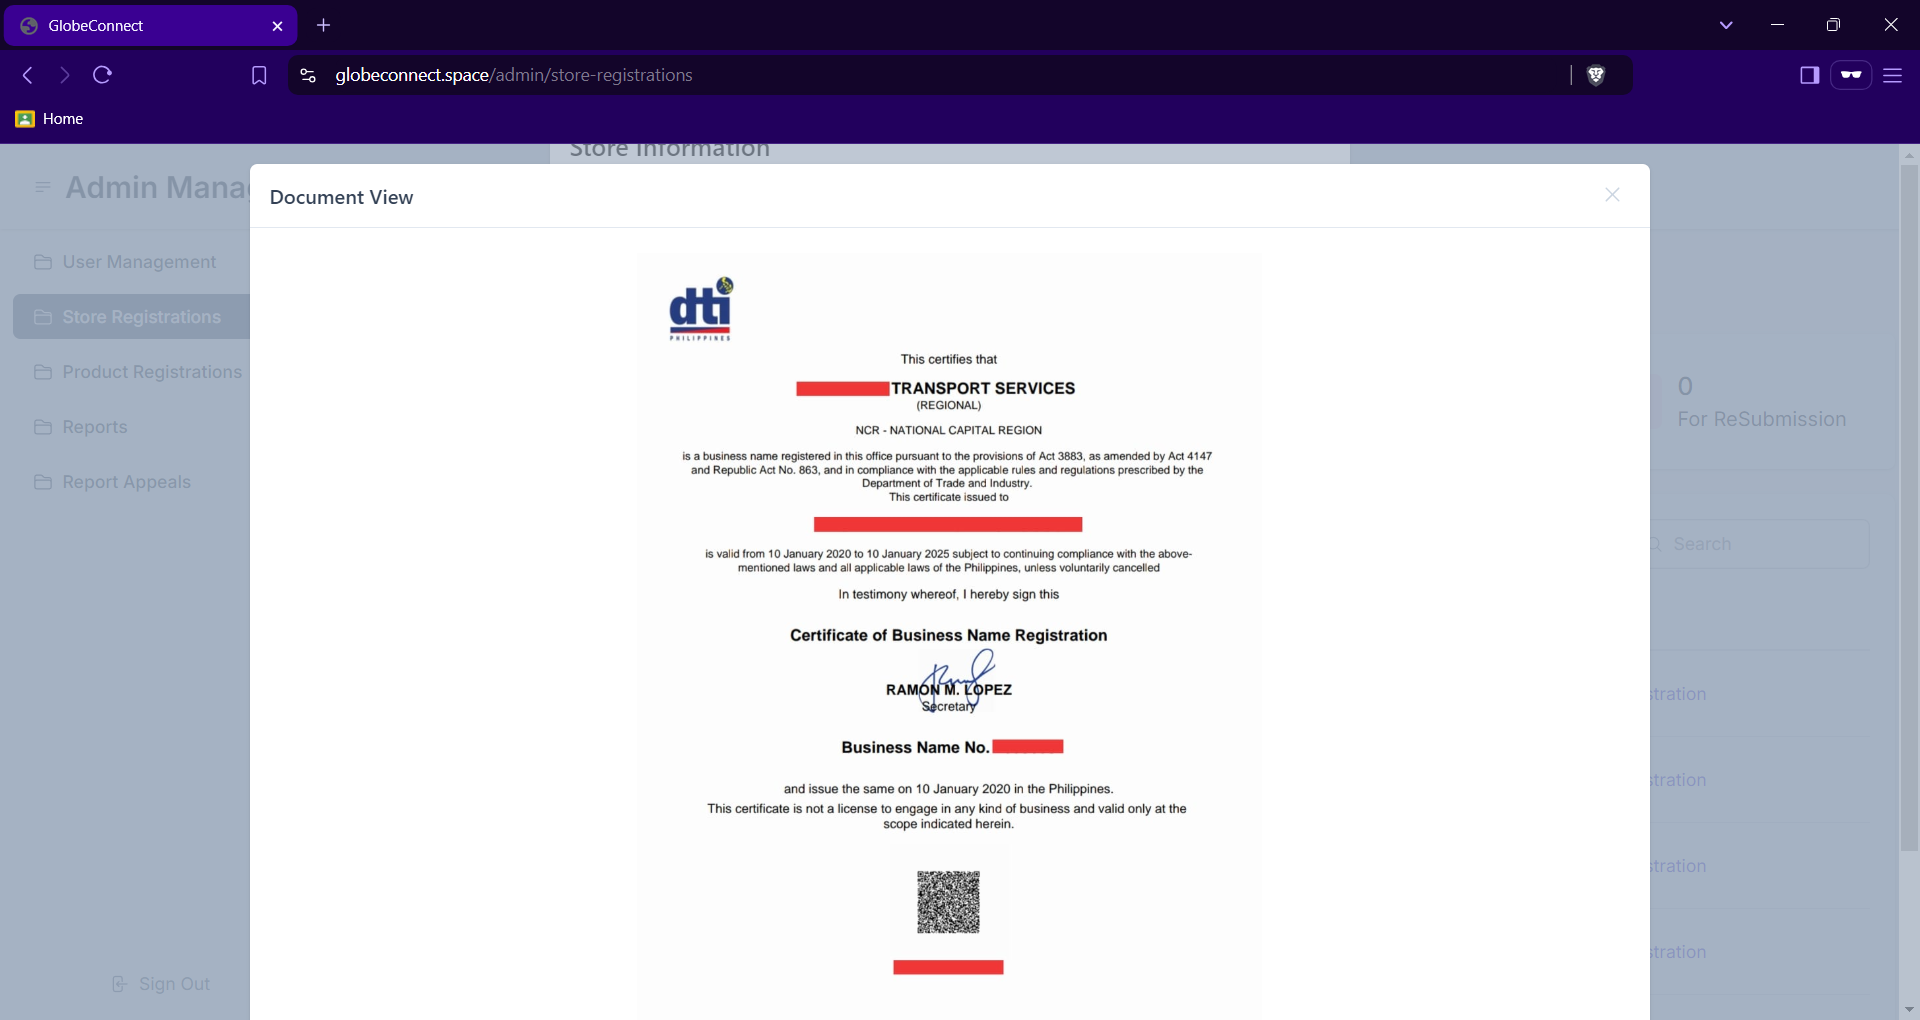 GlobeConnect
globeconnect.space/admin/store-registrations
Home
Store Information
Admin Mana
Document View
User Management
Store Registrations
Product Registrations
Reports
Report Appeals
Sign Out
dti
PHILIPPINES
This certifies that
TRANSPORT SERVICES
(REGIONAL)
NCR - NATIONAL CAPITAL REGION
is a business name registered in this office pursuant to the provisions of Act 3883, as amended by Act 4147
and Republic Act No. 863, and in compliance with the applicable rules and regulations prescribed by the
Department of Trade and Industry.
This certificate issued to
is valid from 10 January 2020 to 10 January 2025 subject to continuing compliance with the above-
mentioned laws and all applicable laws of the Philippines, unless voluntarily cancelled
In testimony whereof, I hereby sign this
Certificate of Business Name Registration
RAMON M. LOPEZ
Secretary
Business Name No.
and issue the same on 10 January 2020 in the Philippines.
This certificate is not a license to engage in any kind of business and valid only at the
scope indicated herein.
0
For ReSubmission
Search
tration
tration
tration
tration